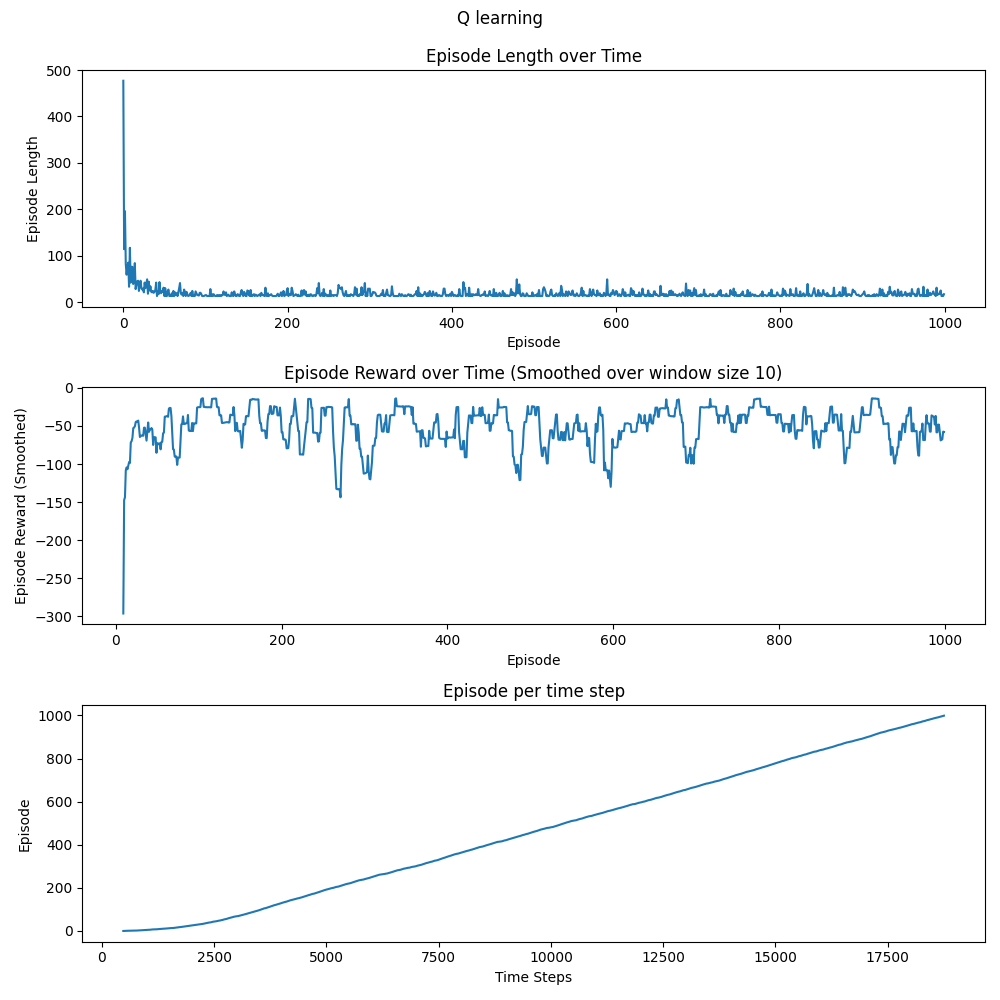 Q learning
Episode Length over Time
500
400
300
200
100
0
Episode Length
0 200 400 600 800 1000
Episode
Episode Reward over Time (Smoothed over window size 10)
0
−50
−100
−150
−200
−250
−300
Episode Reward (Smoothed)
0 200 400 600 800 1000
Episode
Episode per time step
1000
800
600
400
200
0
Episode
0 2500 5000 7500 10000 12500 15000 17500
Time Steps